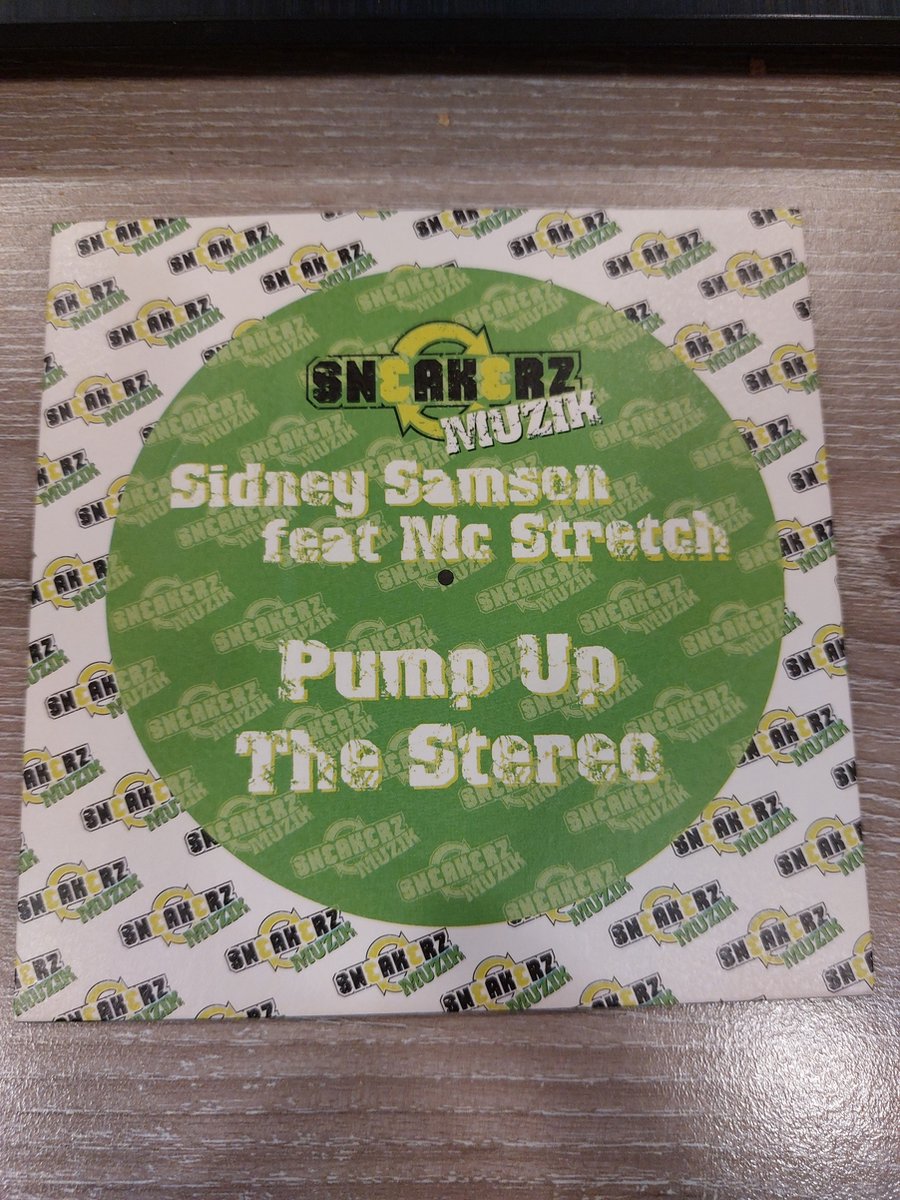 SNEAKERZ
MUZIK
Sidney Samson
feat Mc Stretch
Pump Up
The Stereo